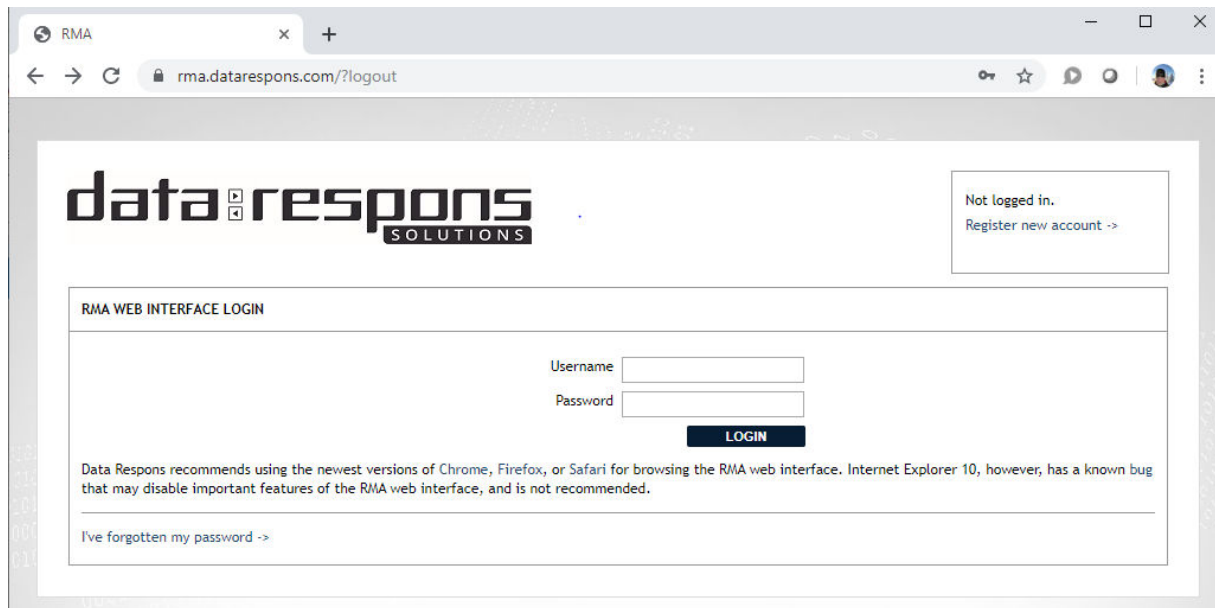 RMA
rma.datarespons.com/?logout
data respons
SOLUTIONS
Not logged in.
Register new account ->
RMA WEB INTERFACE LOGIN
Username
Password
LOGIN
Data Respons recommends using the newest versions of Chrome, Firefox, or Safari for browsing the RMA web interface. Internet Explorer 10, however, has a known bug
that may disable important features of the RMA web interface, and is not recommended.
I've forgotten my password ->